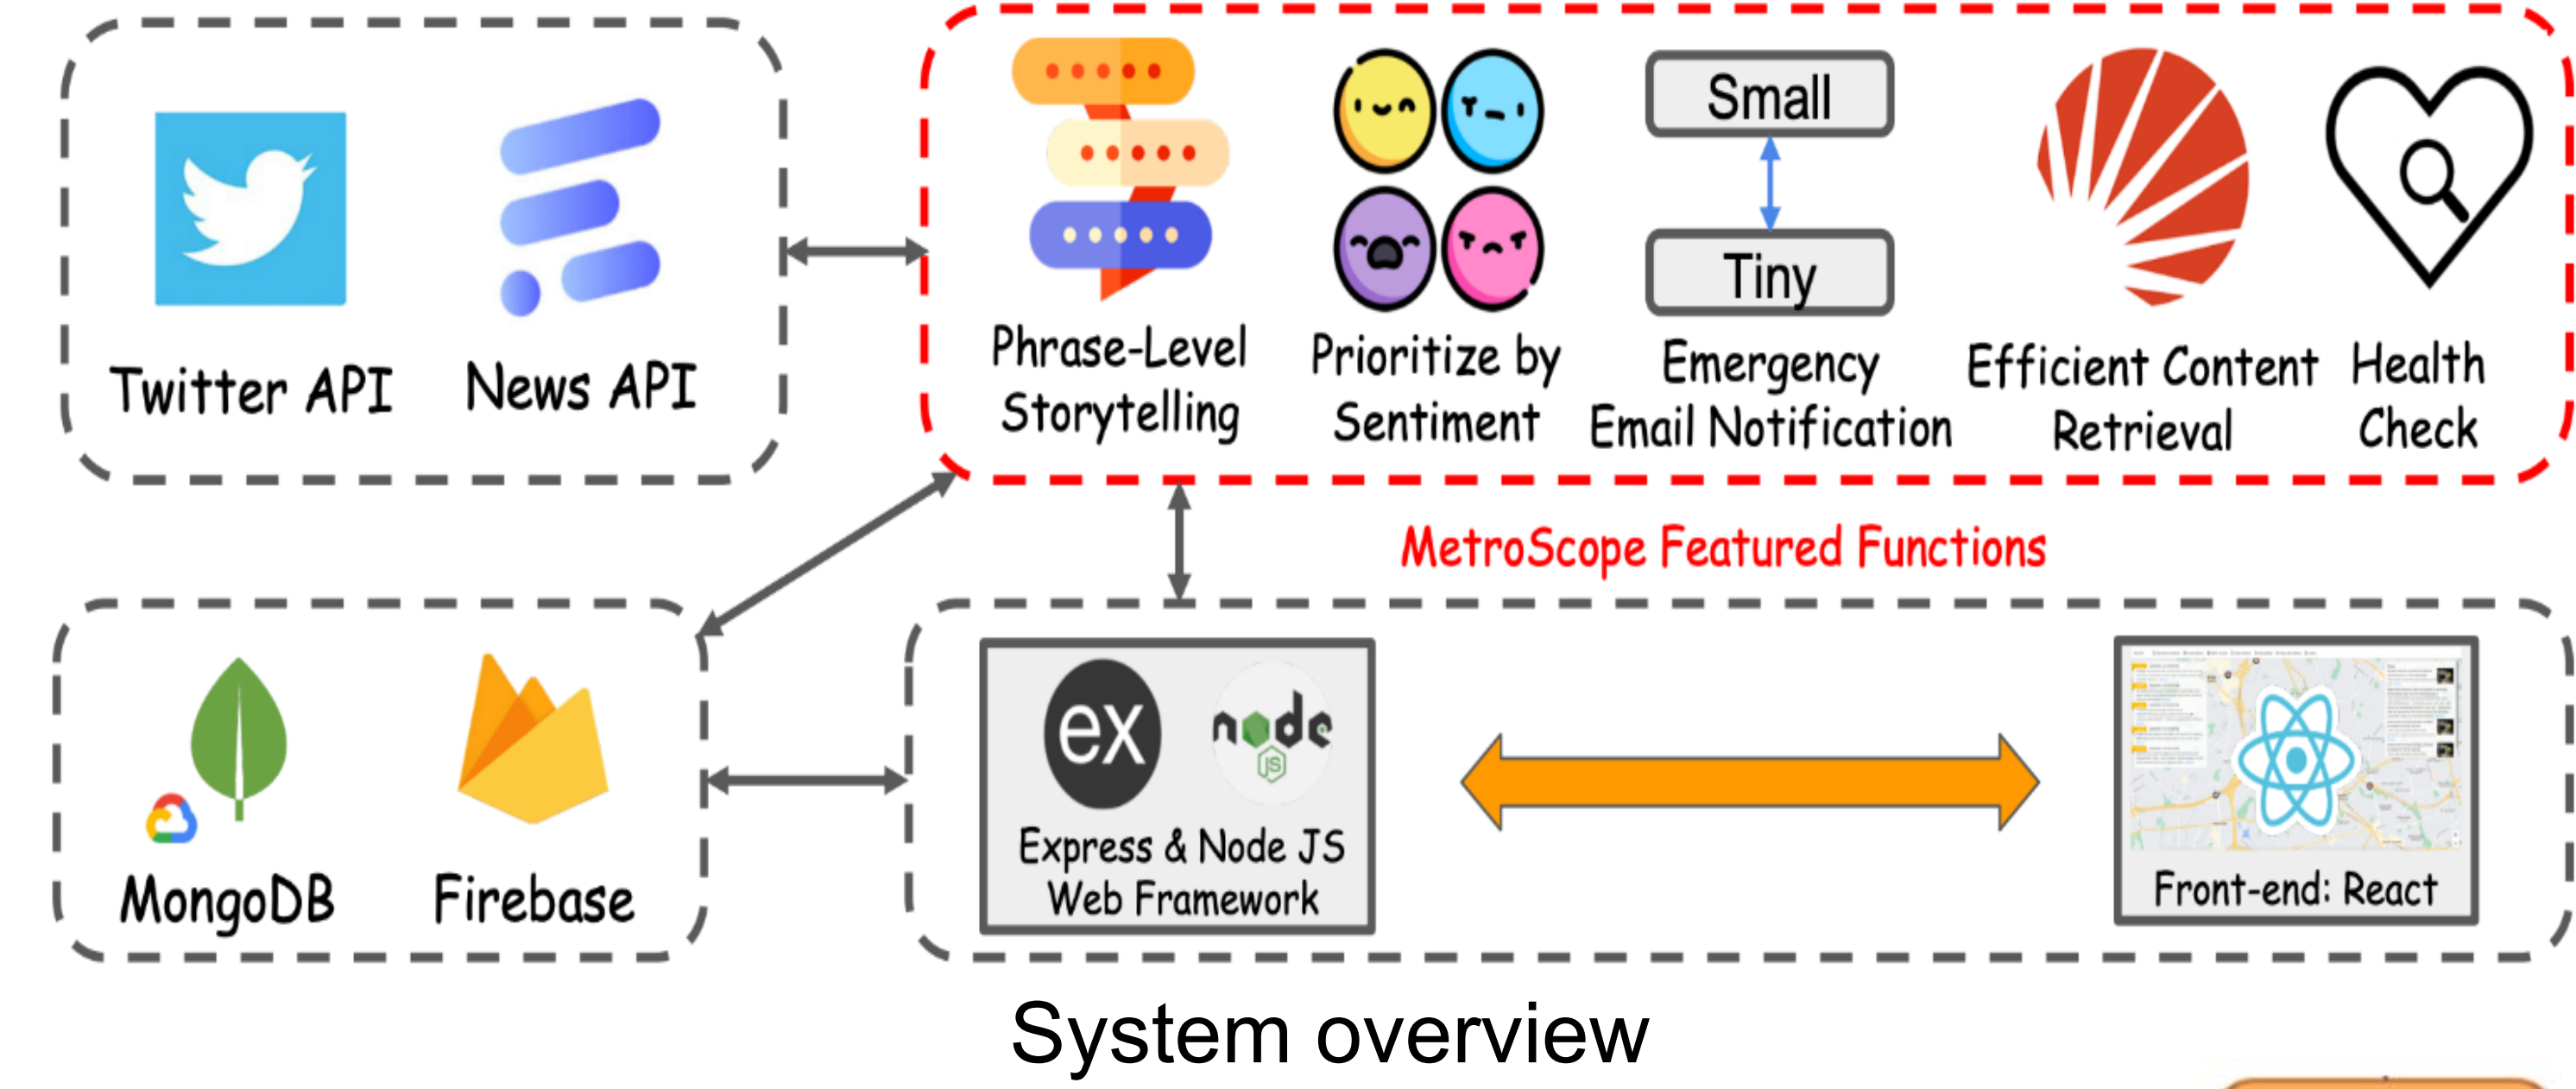 Twitter API
News API
Phrase-Level
Storytelling
Prioritize by
Sentiment
Small
Tiny
Emergency
Email Notification
Efficient Content
Retrieval
Health
Check
MetroScope Featured Functions
MongoDB
Firebase
ex
node
JS
Express & Node JS
Web Framework
Front-end: React
System overview